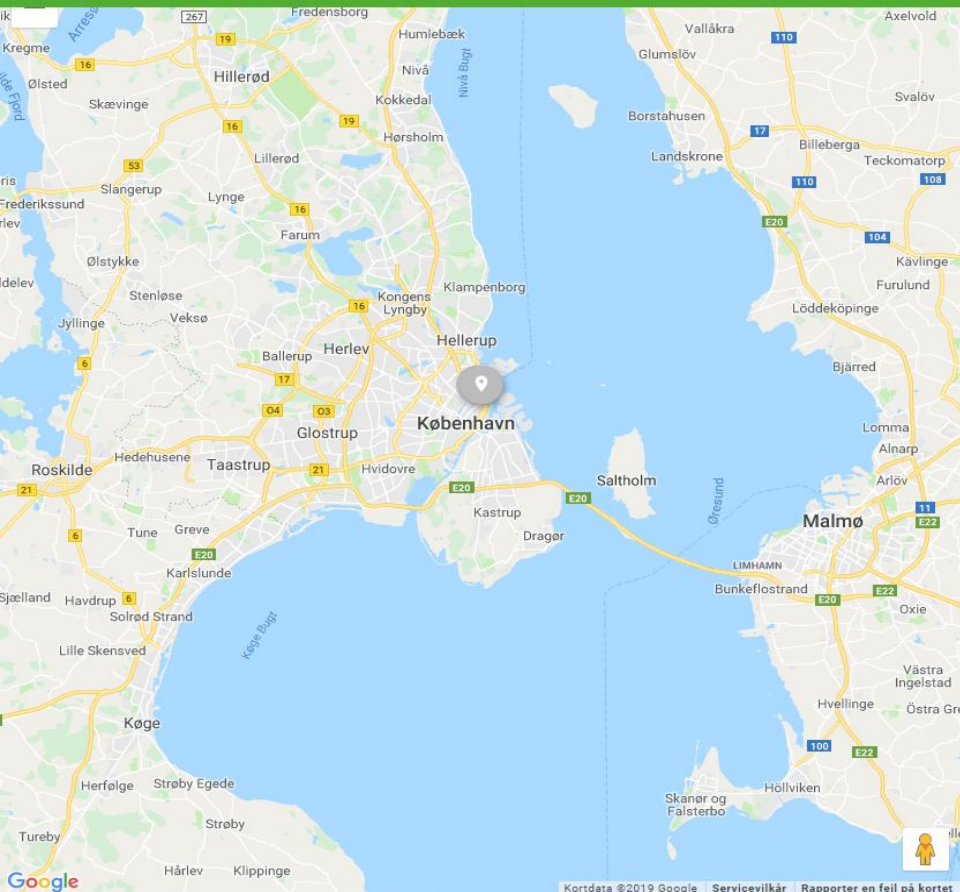 267
Fredensborg
Axelvold
Arresø
19
Humlebæk
Vallåkra
110
Kregme
16
Glumslöv
Nivå
Nivå Bugt
Hillerød
Ølsted
Skævinge
Kokkedal
Svalöv
19
Borstahusen
16
Hørsholm
17
Billeberga
Lillerød
Landskrone
Teckomatorp
53
108
Slangerup
110
Lynge
Frederikssund
16
E20
Farum
104
Ølstykke
Kävlinge
Klampenborg
Furulund
Stenløse
Kongens
Lyngby
16
Löddeköpinge
Veksø
Jyllinge
Hellerup
Herlev
Ballerup
6
Bjärred
17
04
03
København
Lomma
Glostrup
Alnarp
Hedehusene
Taastrup
Roskilde
21
Hvidovre
Saltholm
Arlöv
21
E20
E20
Øresund
11
Kastrup
Malmø
E22
Tune
Greve
6
Dragør
E20
LIMHAMN
Karlslunde
Bunkeflostrand
E22
Sjælland
Havdrup
6
E20
Oxie
Solrød Strand
Køge Bugt
Lille Skensved
Västra
Ingelstad
Hvellinge
Östra Gre
Køge
100
E22
Herfølge
Strøby Egede
Höllviken
Skanør og
Falsterbo
Strøby
Tureby
Hårlev
Klippinge
Google
Kortdata ©2019 Google
Servicevilkår
Rapporter en fejl på kortet